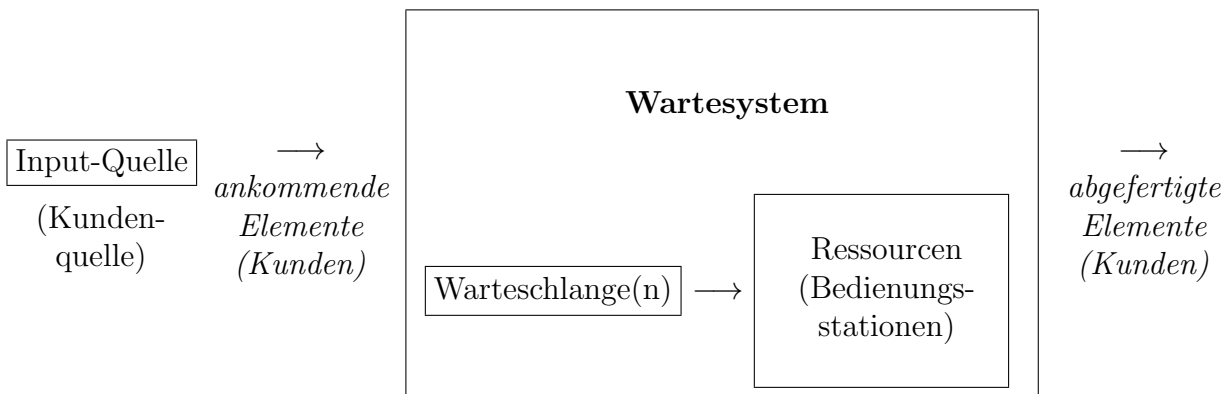 Wartesystem
Input-Quelle
(Kunden-
quelle)
⟶
ankommende
Elemente
(Kunden)
Warteschlange(n)
⟶
Ressourcen
(Bedienungs-
stationen)
⟶
abgefertigte
Elemente
(Kunden)